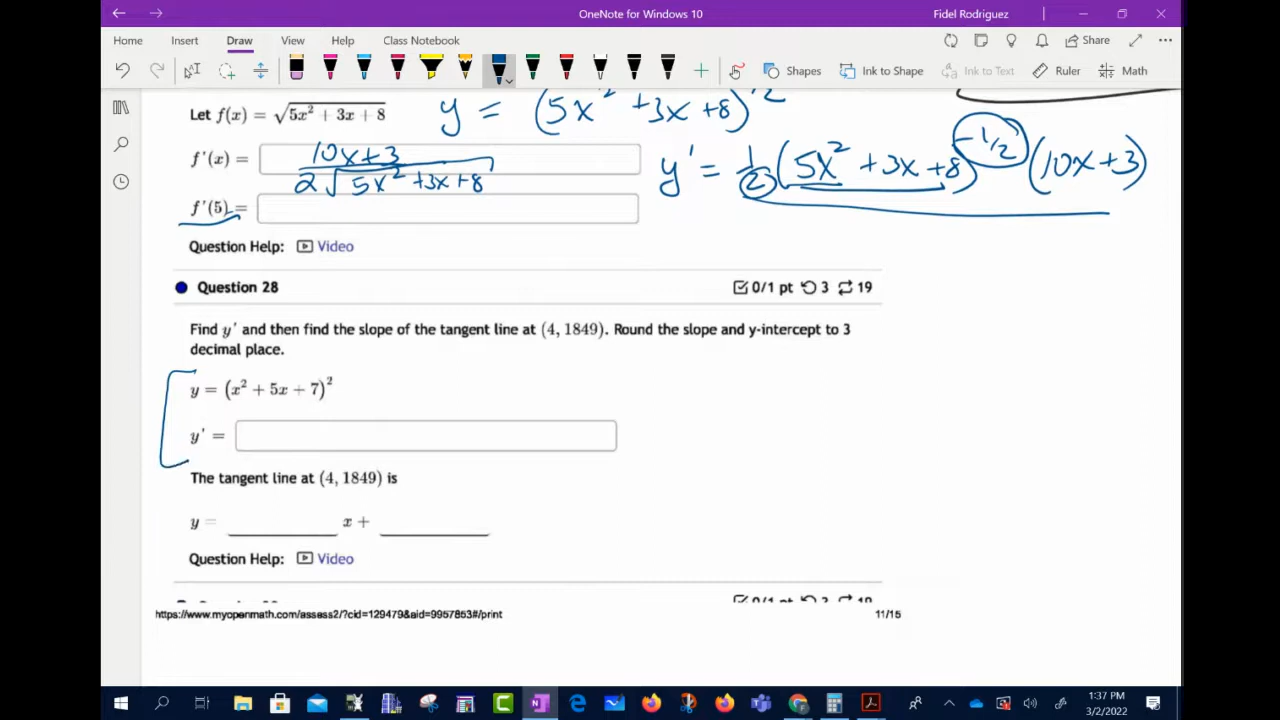 OneNote for Windows 10
Fidel Rodriguez
Home Insert Draw View Help Class Notebook
Share
Shapes Ink to Shape Ink to Text Ruler Math
Let f(x) = √(5x² + 3x + 8)
y = (5x² + 3x + 8)^1/2
f'(x) = (10x+3)/(2√(5x² + 3x + 8))
y' = 1/2 (5x² + 3x + 8)^-1/2 (10x+3)
f'(5) =
Question Help: Video
Question 28
0/1 pt 3 19
Find y' and then find the slope of the tangent line at (4, 1849). Round the slope and y-intercept to 3
decimal place.
y = (x² + 5x + 7)²
y' =
The tangent line at (4, 1849) is
y = ________ x + ________
Question Help: Video
https://www.myopenmath.com/assess2/?cid=129479&aid=9957853#/print
11/15
1:37 PM
3/2/2022